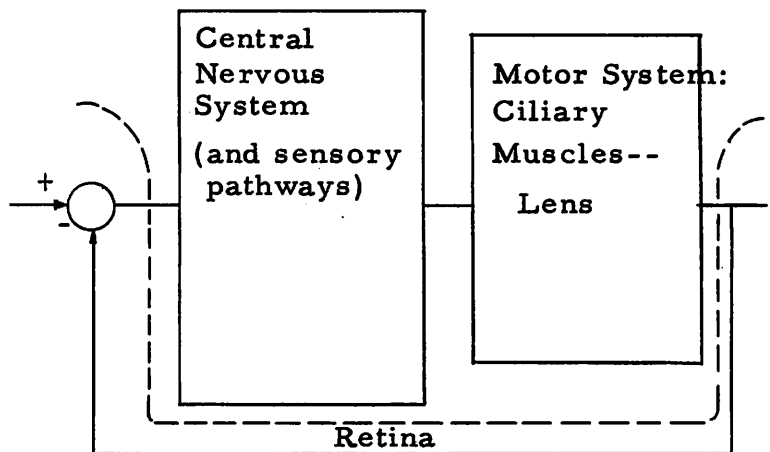 Central
Nervous
System
(and sensory
pathways)
Motor System:
Ciliary
Muscles--
Lens
+
-
Retina